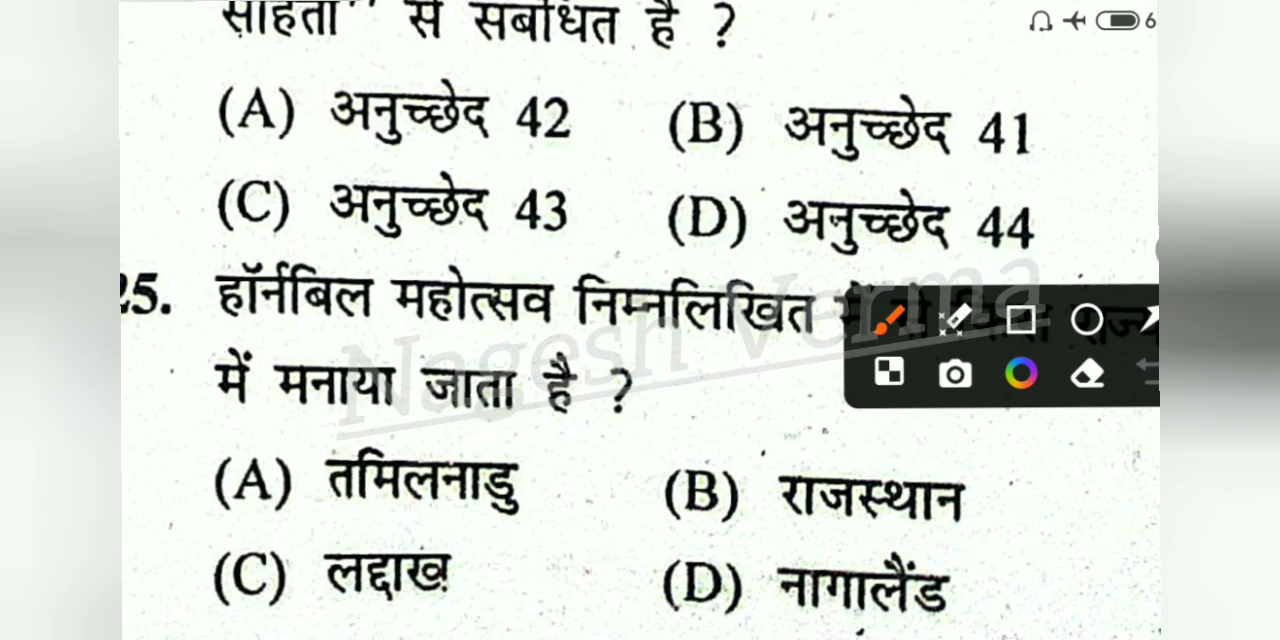 संहिता'' से संबंधित है ?
(A) अनुच्छेद 42 (B) अनुच्छेद 41
(C) अनुच्छेद 43 (D) अनुच्छेद 44
25. हॉर्नबिल महोत्सव निम्नलिखित में से किस राज्य
में मनाया जाता है ?
(A) तमिलनाडु (B) राजस्थान
(C) लद्दाख (D) नागालैंड
Nagesh Verma
6